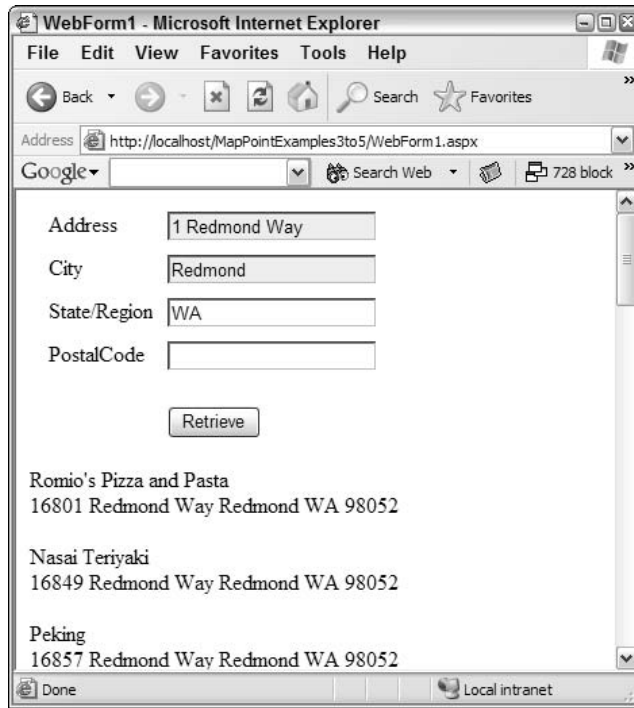 WebForm1 - Microsoft Internet Explorer
File Edit View Favorites Tools Help
Back Search Favorites »
Address http://localhost/MapPointExamples3to5/WebForm1.aspx
Google Search Web 728 block »
Address 1 Redmond Way
City Redmond
State/Region WA
PostalCode
Retrieve
Romio's Pizza and Pasta
16801 Redmond Way Redmond WA 98052
Nasai Teriyaki
16849 Redmond Way Redmond WA 98052
Peking
16857 Redmond Way Redmond WA 98052
Done Local intranet